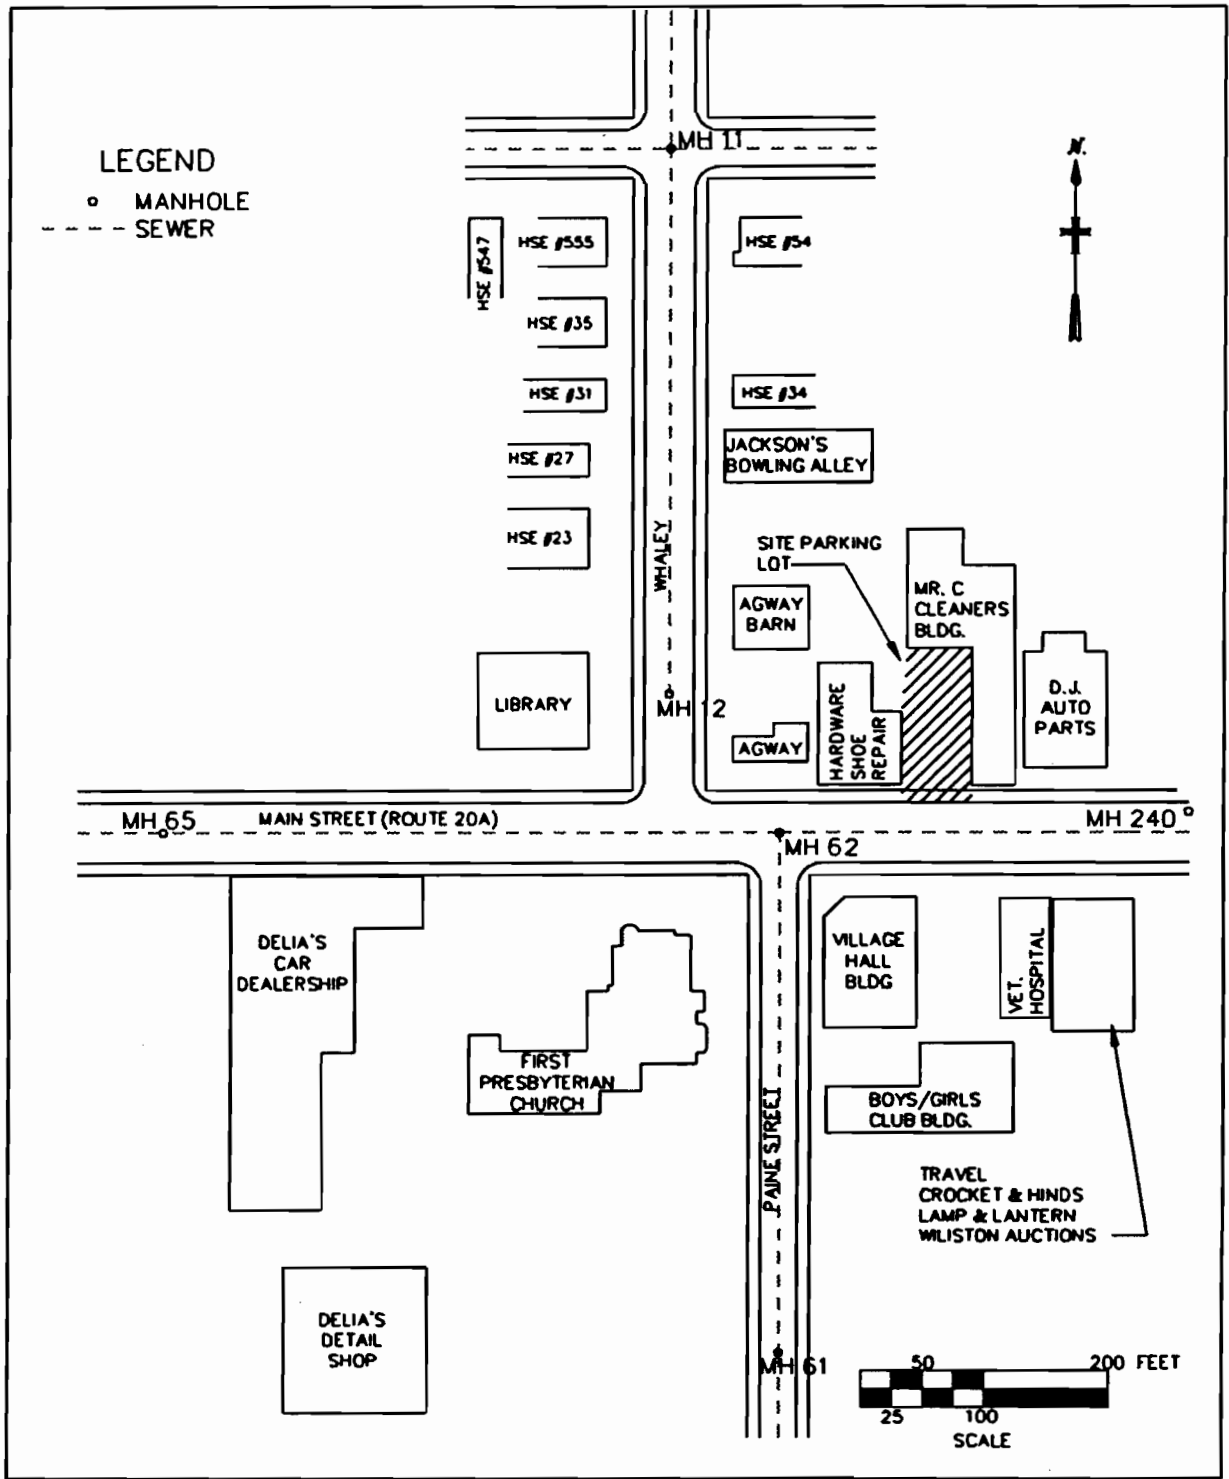 MH 11
N.
LEGEND
MANHOLE
SEWER
HSE #547
HSE #555
HSE #54
HSE #35
HSE #31
HSE #34
JACKSON'S
BOWLING ALLEY
HSE #27
HSE #23
WHALEY
SITE PARKING
LOT
AGWAY
BARN
MR. C
CLEANERS
BLDG.
LIBRARY
MH 12
AGWAY
HARDWARE
SHOE
REPAIR
D.J.
AUTO
PARTS
MH 65
MAIN STREET (ROUTE 20A)
MH 240
MH 62
DELIA'S
CAR
DEALERSHIP
VILLAGE
HALL
BLDG
VET.
HOSPITAL
FIRST
PRESBYTERIAN
CHURCH
BOYS/GIRLS
CLUB BLDG.
PAINE STREET
TRAVEL
CROCKET & HINDS
LAMP & LANTERN
WILISTON AUCTIONS
DELIA'S
DETAIL
SHOP
MH 61
50
200 FEET
25
100
SCALE